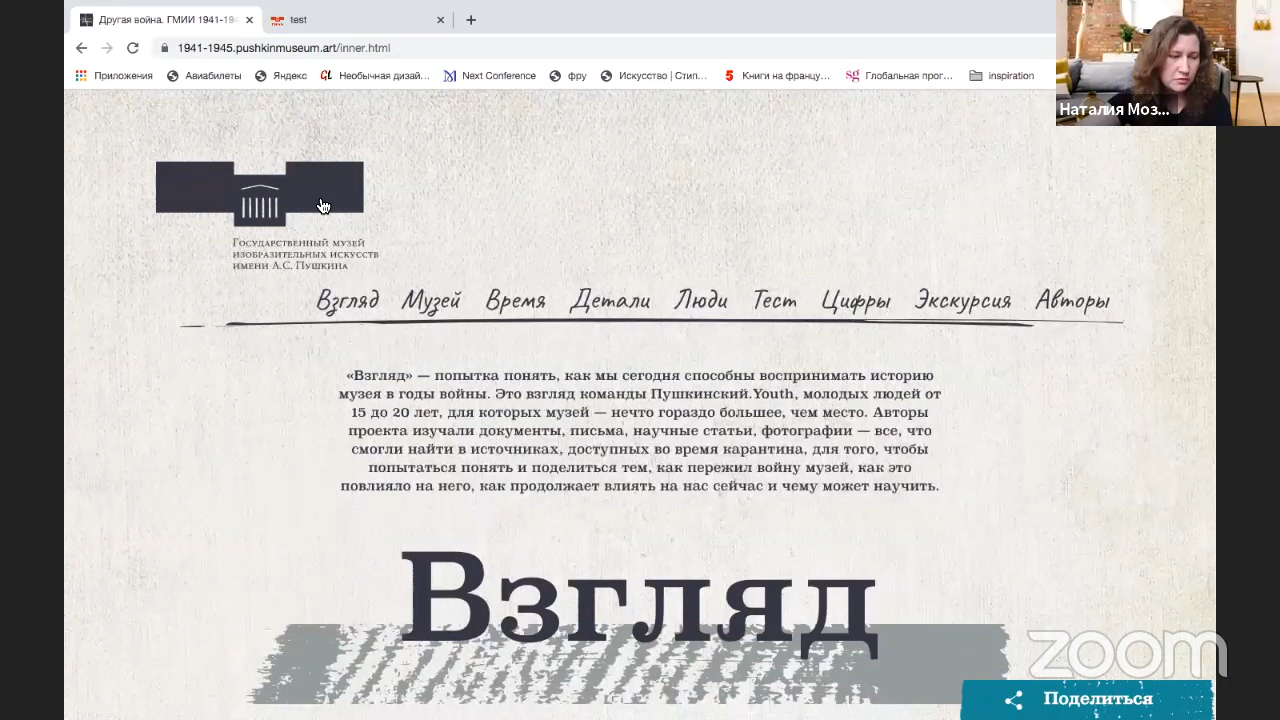 Другая война. ГМИИ 1941-19
test
1941-1945.pushkinmuseum.art/inner.html
Приложения Авиабилеты Яндекс Необычная дизай... Next Conference фру Искусство | Стип... Книги на францу... Глобальная прог... inspiration
Наталия Моз...
Государственный музей
изобразительных искусств
имени А.С. Пушкина
Взгляд Музей Время Детали Люди Тест Цифры Экскурсия Авторы
«Взгляд» — попытка понять, как мы сегодня способны воспринимать историю
музея в годы войны. Это взгляд команды Пушкинский.Youth, молодых людей от
15 до 20 лет, для которых музей — нечто гораздо большее, чем место. Авторы
проекта изучали документы, письма, научные статьи, фотографии — все, что
смогли найти в источниках, доступных во время карантина, для того, чтобы
попытаться понять и поделиться тем, как пережил войну музей, как это
повлияло на него, как продолжает влиять на нас сейчас и чему может научить.
Взгляд
zoom
Поделиться